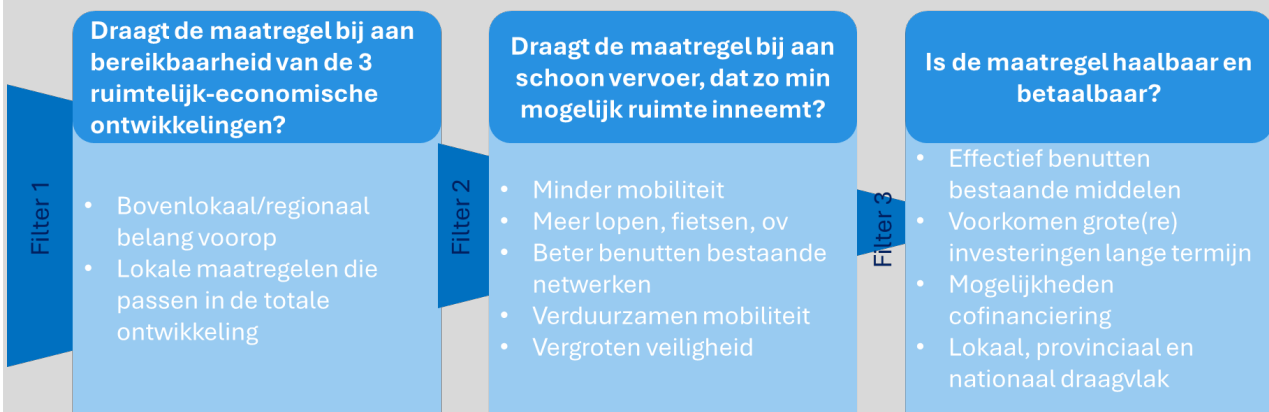 Filter 1
Draagt de maatregel bij aan
bereikbaarheid van de 3
ruimtelijk-economische
ontwikkelingen?
• Bovenlokaal/regionaal
belang voorop
• Lokale maatregelen die
passen in de totale
ontwikkeling
Filter 2
Draagt de maatregel bij aan
schoon vervoer, dat zo min
mogelijk ruimte inneemt?
• Minder mobiliteit
• Meer lopen, fietsen, ov
• Beter benutten bestaande
netwerken
• Verduurzamen mobiliteit
• Vergroten veiligheid
Filter 3
Is de maatregel haalbaar en
betaalbaar?
• Effectief benutten
bestaande middelen
• Voorkomen grote(re)
investeringen lange termijn
• Mogelijkheden
cofinanciering
• Lokaal, provinciaal en
nationaal draagvlak